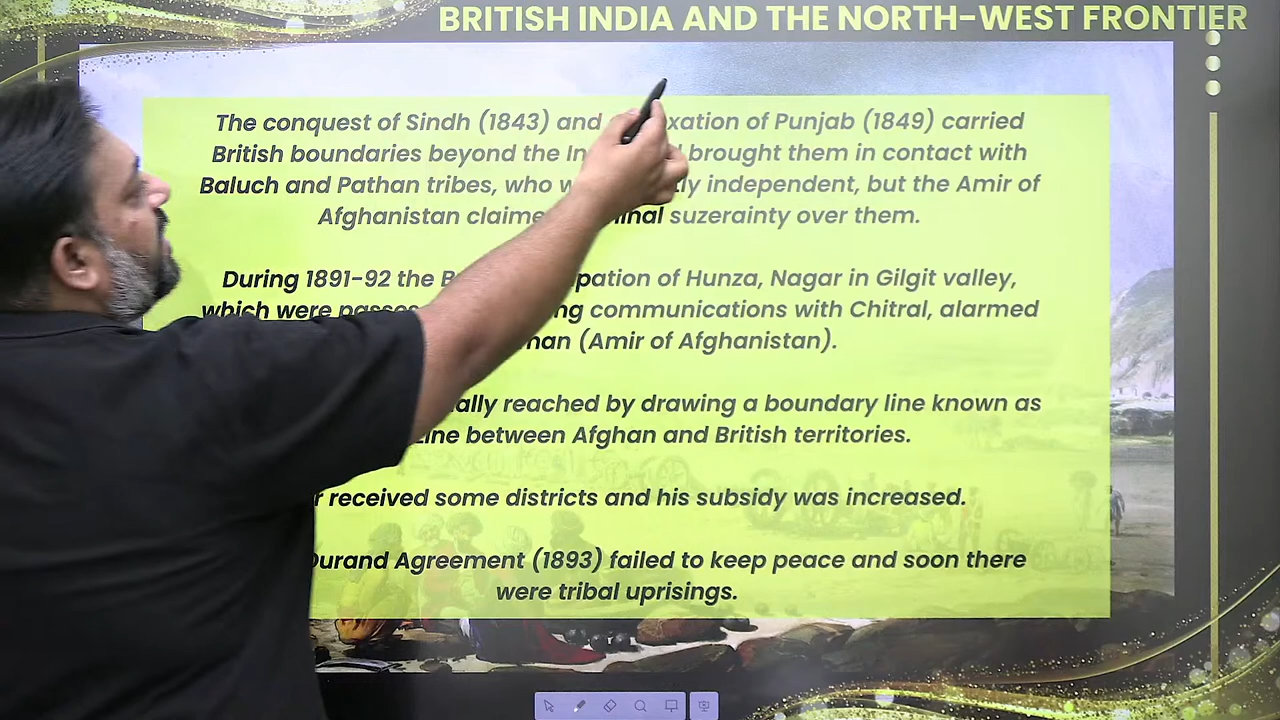 BRITISH INDIA AND THE NORTH-WEST FRONTIER
The conquest of Sindh (1843) and of Punjab (1849) carried
British boundaries beyond the brought them in contact with
Baluch and Pathan tribes, who independent, but the Amir of
Afghanistan suzerainty over them.
During 1891-92 the of Hunza, Nagar in Gilgit valley,
which were communications with Chitral, alarmed
(Amir of Afghanistan).
reached by drawing a boundary line known as
between Afghan and British territories.
received some districts and his subsidy was increased.
Durand Agreement (1893) failed to keep peace and soon there
were tribal uprisings.